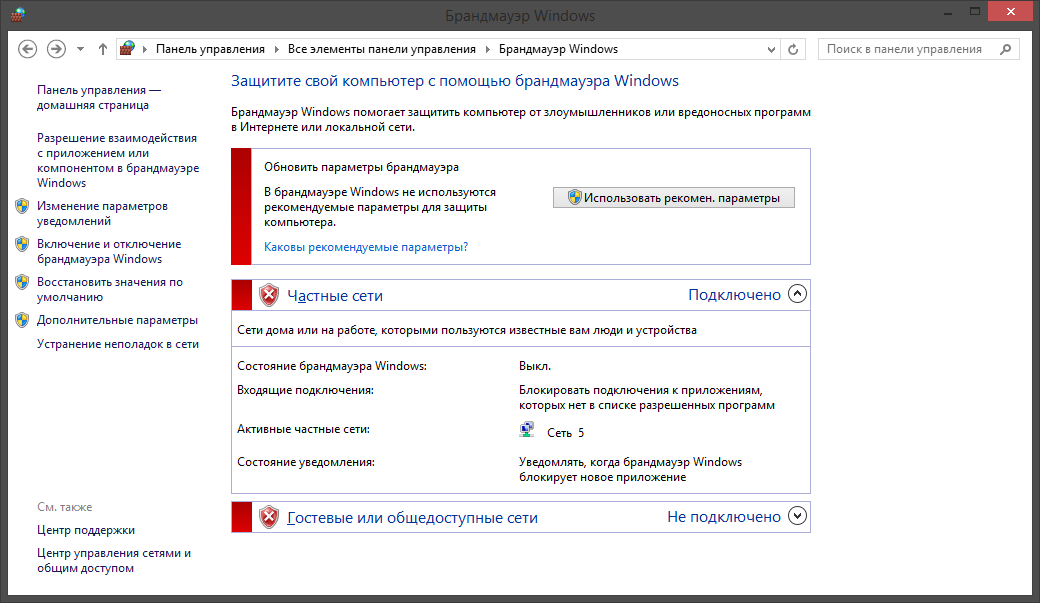 Брандмауэр Windows
Панель управления
Все элементы панели управления
Брандмауэр Windows
Поиск в панели управления
Панель управления —
домашняя страница
Разрешение взаимодействия
с приложением или
компонентом в брандмауэре
Windows
Изменение параметров
уведомлений
Включение и отключение
брандмауэра Windows
Восстановить значения по
умолчанию
Дополнительные параметры
Устранение неполадок в сети
См. также
Центр поддержки
Центр управления сетями и
общим доступом
Защитите свой компьютер с помощью брандмауэра Windows
Брандмауэр Windows помогает защитить компьютер от злоумышленников или вредоносных программ
в Интернете или локальной сети.
Обновить параметры брандмауэра
В брандмауэре Windows не используются
рекомендуемые параметры для защиты
компьютера.
Использовать рекомен. параметры
Каковы рекомендуемые параметры?
Частные сети
Подключено
Сети дома или на работе, которыми пользуются известные вам люди и устройства
Состояние брандмауэра Windows:
Выкл.
Входящие подключения:
Блокировать подключения к приложениям,
которых нет в списке разрешенных программ
Активные частные сети:
Сеть 5
Состояние уведомления:
Уведомлять, когда брандмауэр Windows
блокирует новое приложение
Гостевые или общедоступные сети
Не подключено